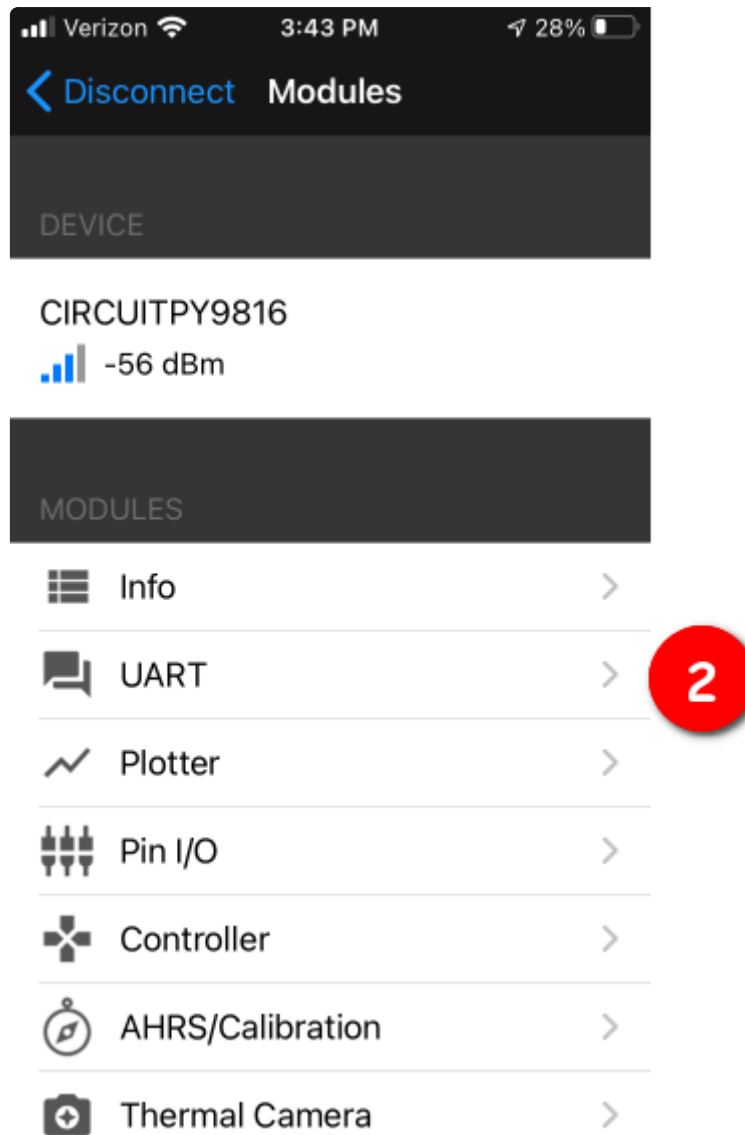 Verizon 3:43 PM 28%
Disconnect Modules
DEVICE
CIRCUITPY9816
-56 dBm
MODULES
Info
UART
2
Plotter
Pin I/O
Controller
AHRS/Calibration
Thermal Camera